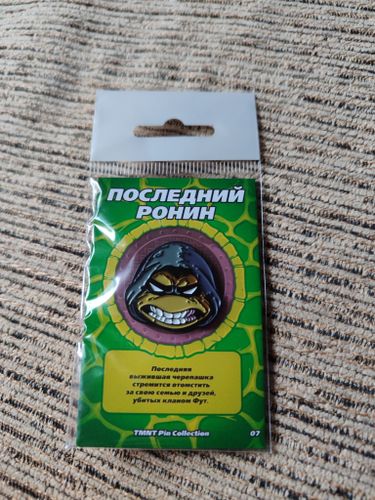 ПОСЛЕДНИЙ
РОНИН
Последняя
выжившая черепашка
стремится отомстить
за свою семью и друзей,
убитых кланом Фут.
TMNT Pin Collection 07